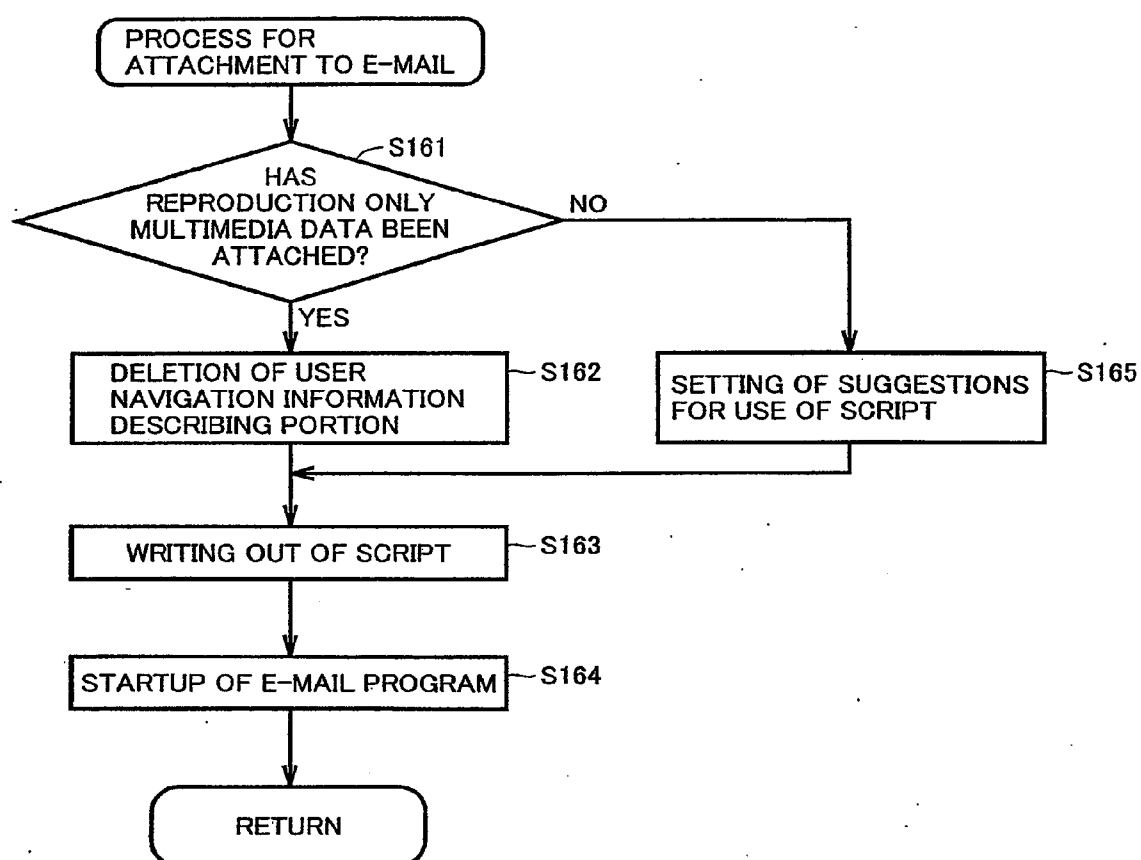 PROCESS FOR
ATTACHMENT TO E-MAIL
S161
HAS
REPRODUCTION ONLY
MULTIMEDIA DATA BEEN
ATTACHED?
NO
YES
DELETION OF USER
NAVIGATION INFORMATION
DESCRIBING PORTION
S162
SETTING OF SUGGESTIONS
FOR USE OF SCRIPT
S165
WRITING OUT OF SCRIPT
S163
STARTUP OF E-MAIL PROGRAM
S164
RETURN